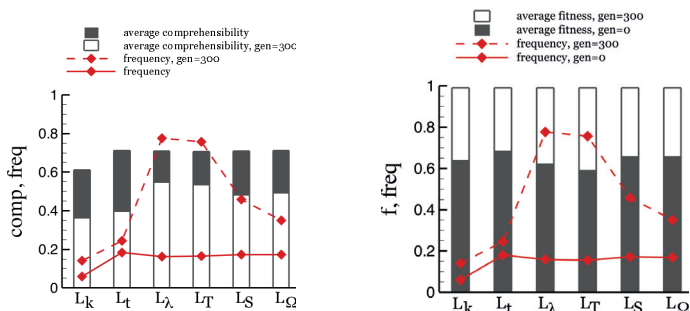 average comprehensibility
average comprehensibility, gen=300
frequency, gen=300
frequency
comp, freq
1
0.8
0.6
0.4
0.2
0
Lk
Lt
Lλ
LT
LS
LΩ
average fitness, gen=300
average fitness, gen=0
frequency, gen=300
frequency, gen=0
f, freq
1
0.8
0.6
0.4
0.2
0
Lk
Lt
Lλ
LT
LS
LΩ